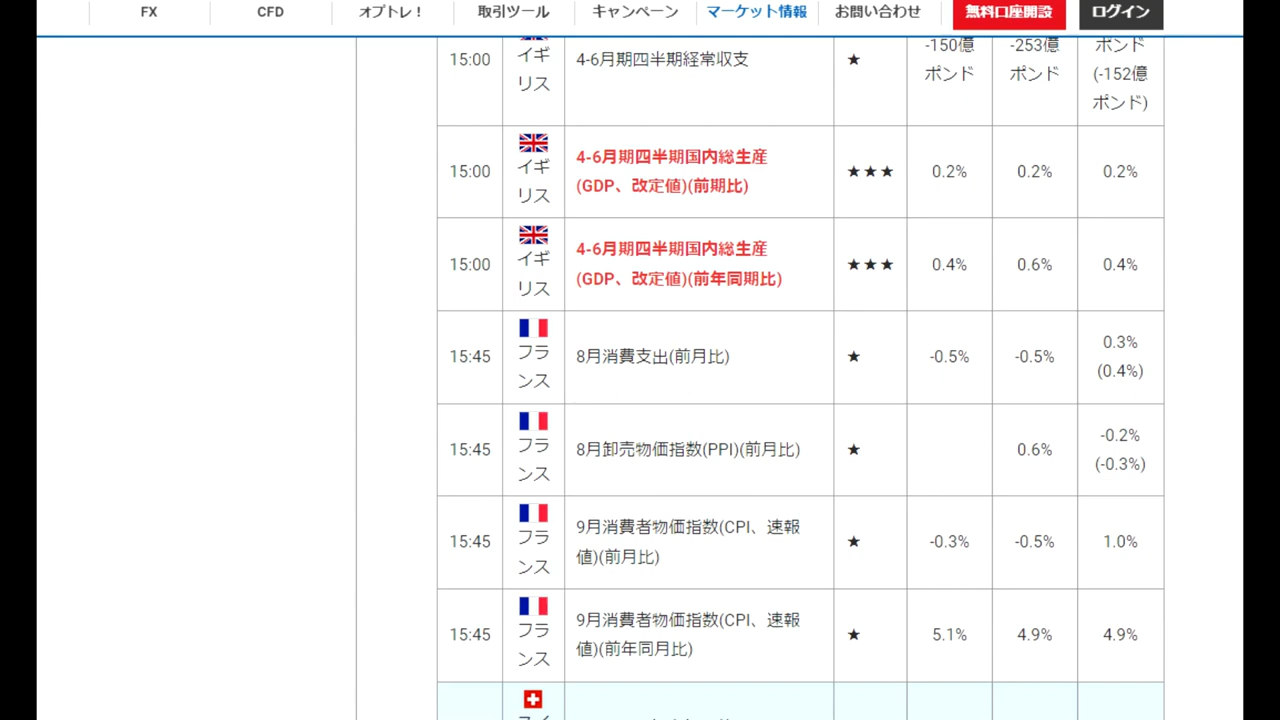 FX
CFD
オプトレ！
取引ツール
キャンペーン
マーケット情報
お問い合わせ
無料口座開設
ログイン
15:00
イギ
リス
4-6月期四半期経常収支
★
-150億
ポンド
-253億
ポンド
ポンド
(-152億
ポンド)
15:00
イギ
リス
4-6月期四半期国内総生産
(GDP、改定値)(前期比)
★★★
0.2%
0.2%
0.2%
15:00
イギ
リス
4-6月期四半期国内総生産
(GDP、改定値)(前年同期比)
★★★
0.4%
0.6%
0.4%
15:45
フラ
ンス
8月消費支出(前月比)
★
-0.5%
-0.5%
0.3%
(0.4%)
15:45
フラ
ンス
8月卸売物価指数(PPI)(前月比)
★
0.6%
-0.2%
(-0.3%)
15:45
フラ
ンス
9月消費者物価指数(CPI、速報
値)(前月比)
★
-0.3%
-0.5%
1.0%
15:45
フラ
ンス
9月消費者物価指数(CPI、速報
値)(前年同月比)
★
5.1%
4.9%
4.9%